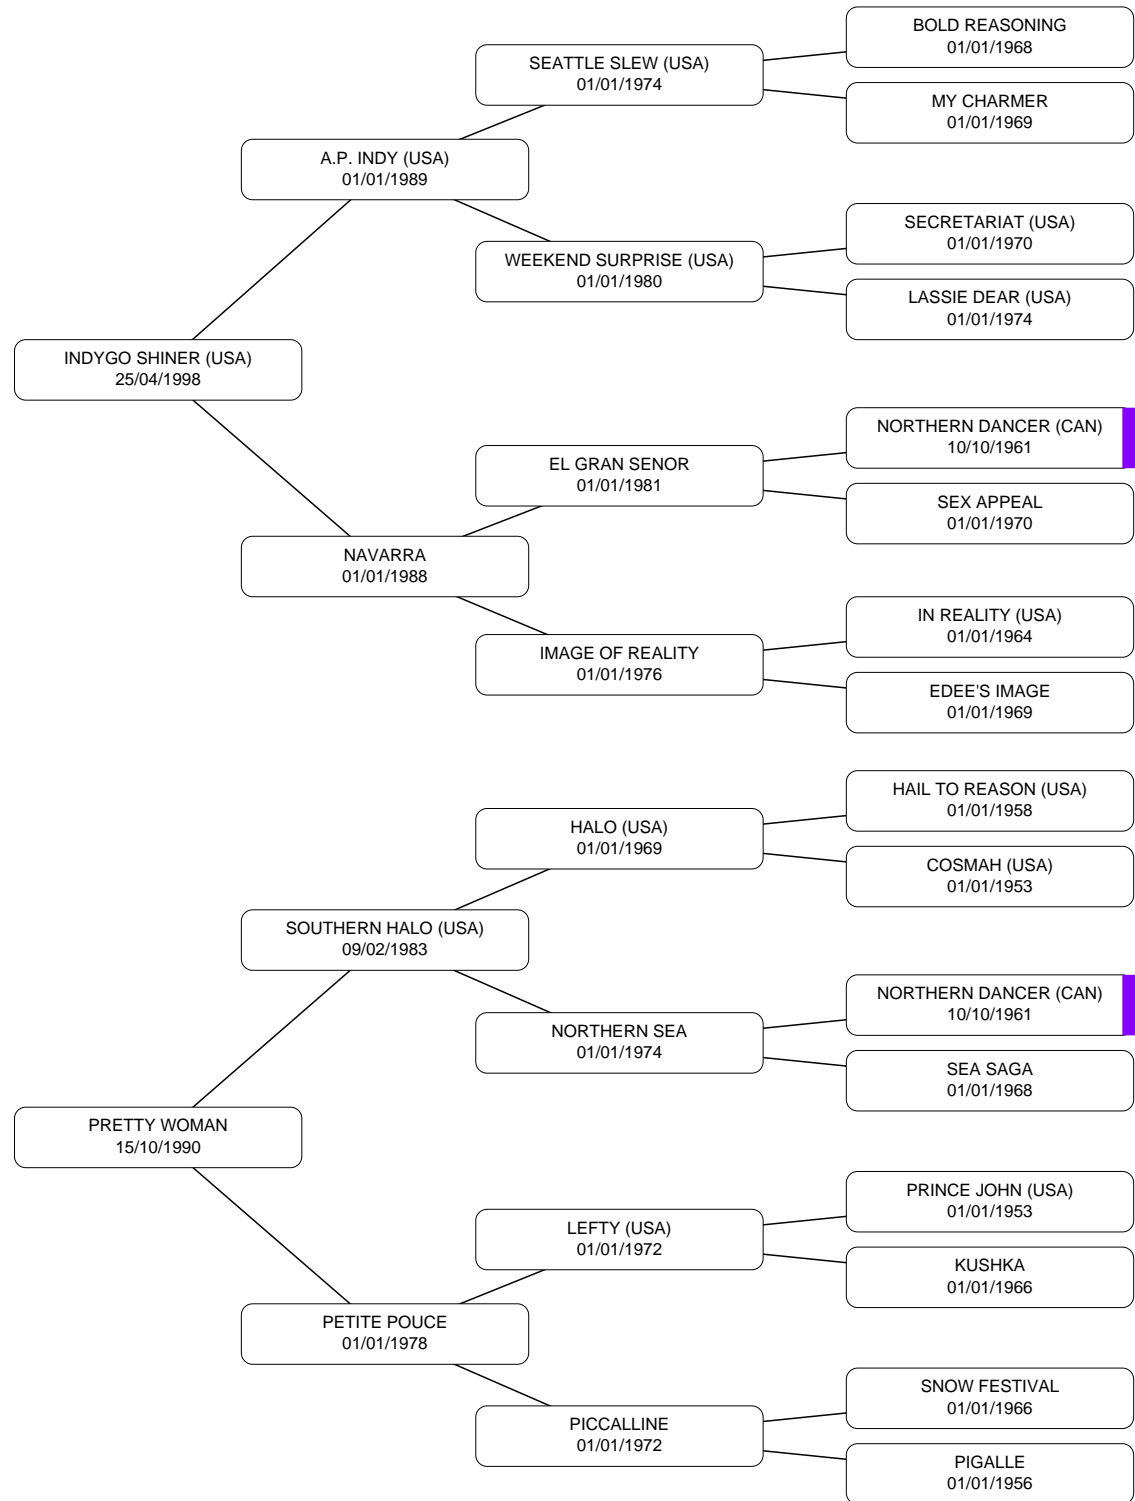 BOLD REASONING
01/01/1968
SEATTLE SLEW (USA)
01/01/1974
MY CHARMER
01/01/1969
A.P. INDY (USA)
01/01/1989
SECRETARIAT (USA)
01/01/1970
WEEKEND SURPRISE (USA)
01/01/1980
LASSIE DEAR (USA)
01/01/1974
INDYGO SHINER (USA)
25/04/1998
NORTHERN DANCER (CAN)
10/10/1961
EL GRAN SENOR
01/01/1981
SEX APPEAL
01/01/1970
NAVARRA
01/01/1988
IN REALITY (USA)
01/01/1964
IMAGE OF REALITY
01/01/1976
EDEE'S IMAGE
01/01/1969
HAIL TO REASON (USA)
01/01/1958
HALO (USA)
01/01/1969
COSMAH (USA)
01/01/1953
SOUTHERN HALO (USA)
09/02/1983
NORTHERN DANCER (CAN)
10/10/1961
NORTHERN SEA
01/01/1974
SEA SAGA
01/01/1968
PRETTY WOMAN
15/10/1990
PRINCE JOHN (USA)
01/01/1953
LEFTY (USA)
01/01/1972
KUSHKA
01/01/1966
PETITE POUCE
01/01/1978
SNOW FESTIVAL
01/01/1966
PICCALLINE
01/01/1972
PIGALLE
01/01/1956